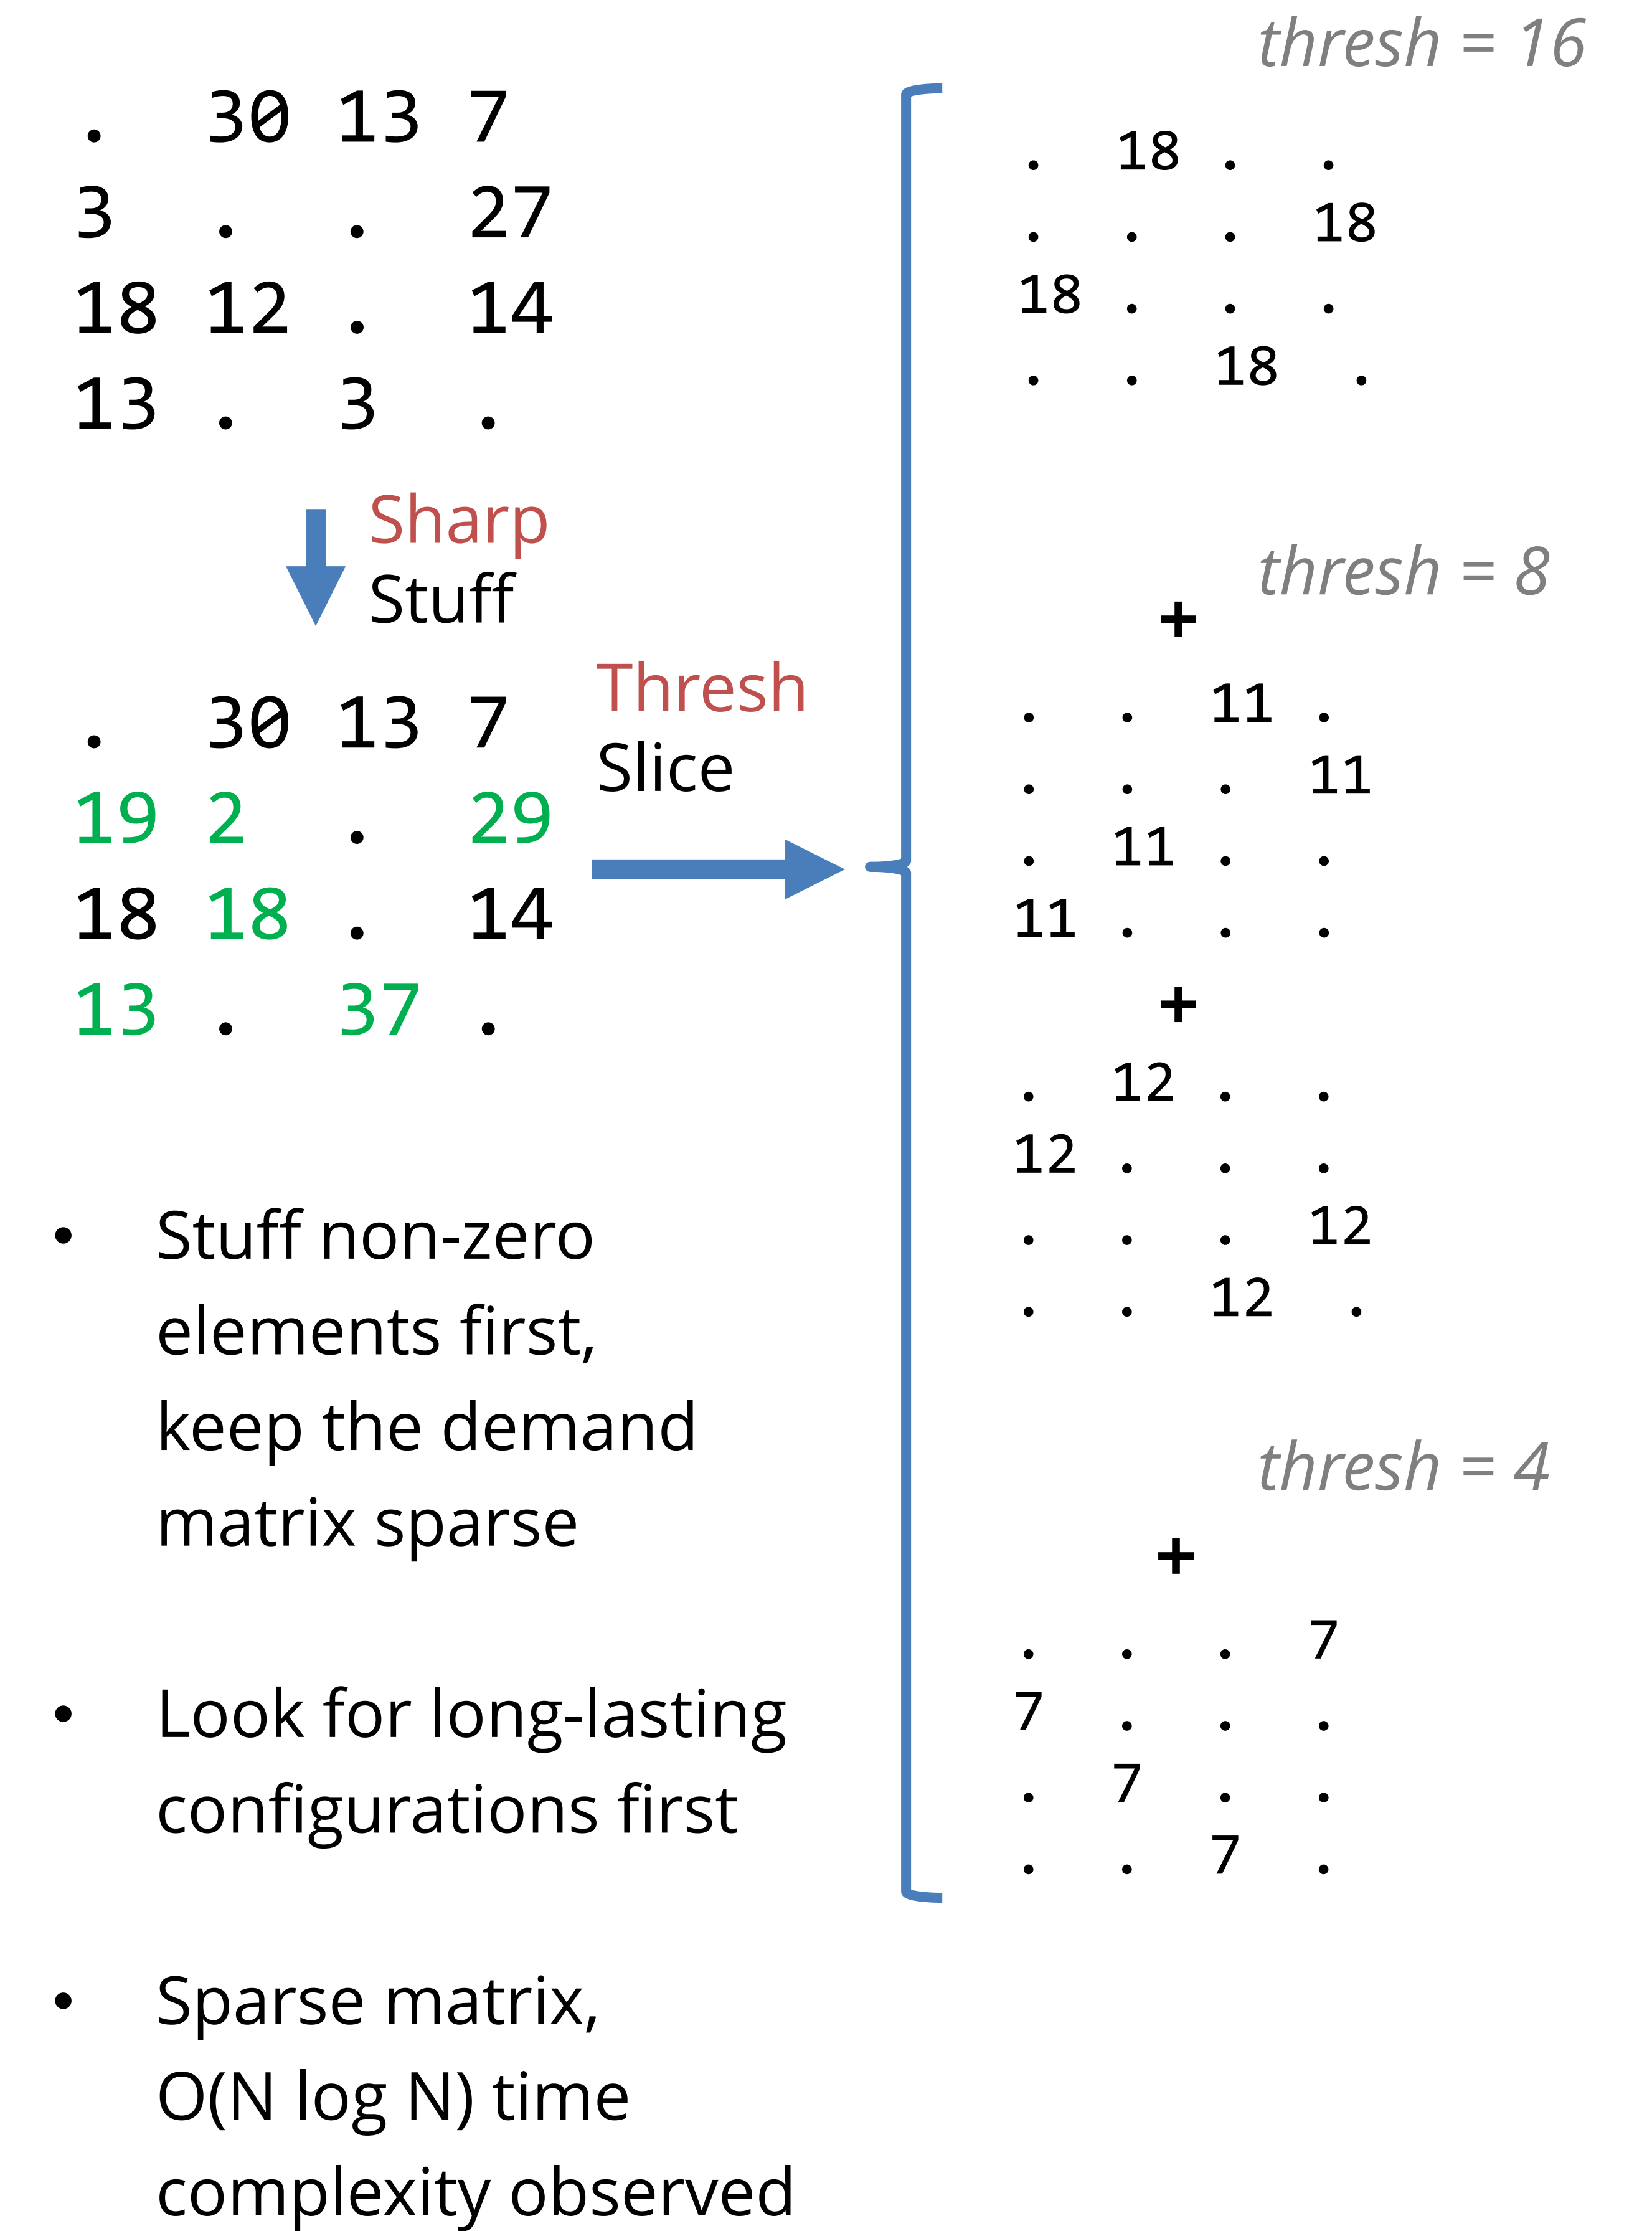 . 30 13 7
3 . . 27
18 12 . 14
13 . 3 .
Sharp
Stuff
. 30 13 7
19 2 . 29
18 18 . 14
13 . 37 .
Thresh
Slice
• Stuff non-zero
elements first,
keep the demand
matrix sparse
• Look for long-lasting
configurations first
• Sparse matrix,
O(N log N) time
complexity observed
thresh = 16
. 18 . .
. . . 18
18 . . .
. . 18 .
thresh = 8
+
. . 11 .
. . . 11
. 11 . .
11 . . .
+
. 12 . .
12 . . .
. . . 12
. . 12 .
thresh = 4
+
. . . 7
7 . . .
. 7 . .
. . 7 .